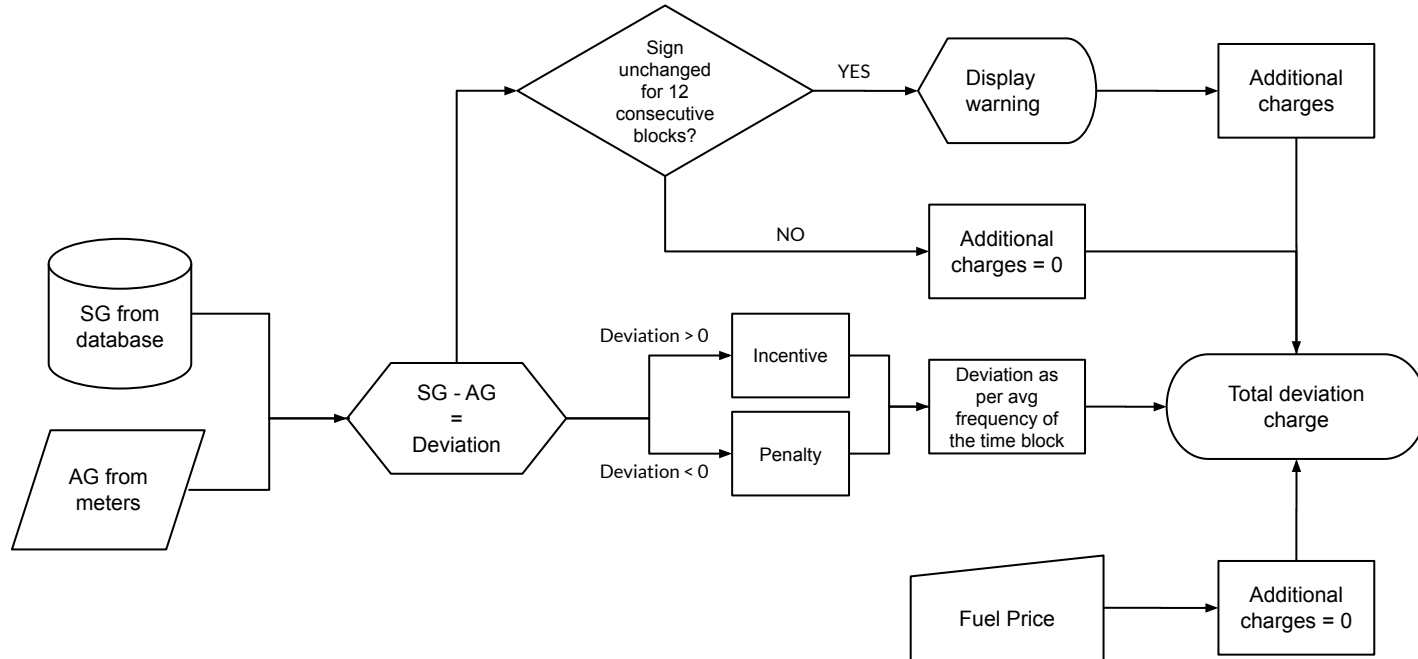 Sign
unchanged
for 12
consecutive
blocks?
YES
Display
warning
Additional
charges
NO
Additional
charges = 0
SG from
database
AG from
meters
SG - AG
=
Deviation
Deviation > 0
Incentive
Deviation < 0
Penalty
Deviation as
per avg
frequency of
the time block
Total deviation
charge
Fuel Price
Additional
charges = 0